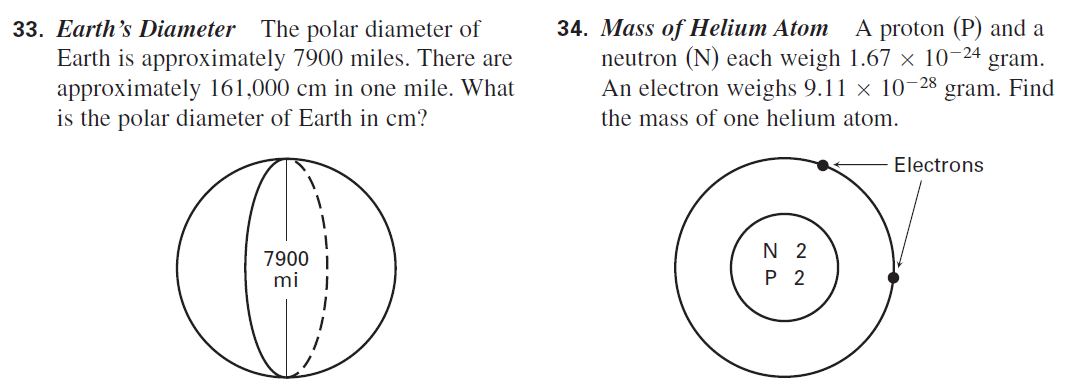 33. Earth's Diameter The polar diameter of
Earth is approximately 7900 miles. There are
approximately 161,000 cm in one mile. What
is the polar diameter of Earth in cm?
7900
mi
34. Mass of Helium Atom A proton (P) and a
neutron (N) each weigh 1.67 × 10⁻²⁴ gram.
An electron weighs 9.11 × 10⁻²⁸ gram. Find
the mass of one helium atom.
Electrons
N 2
P 2